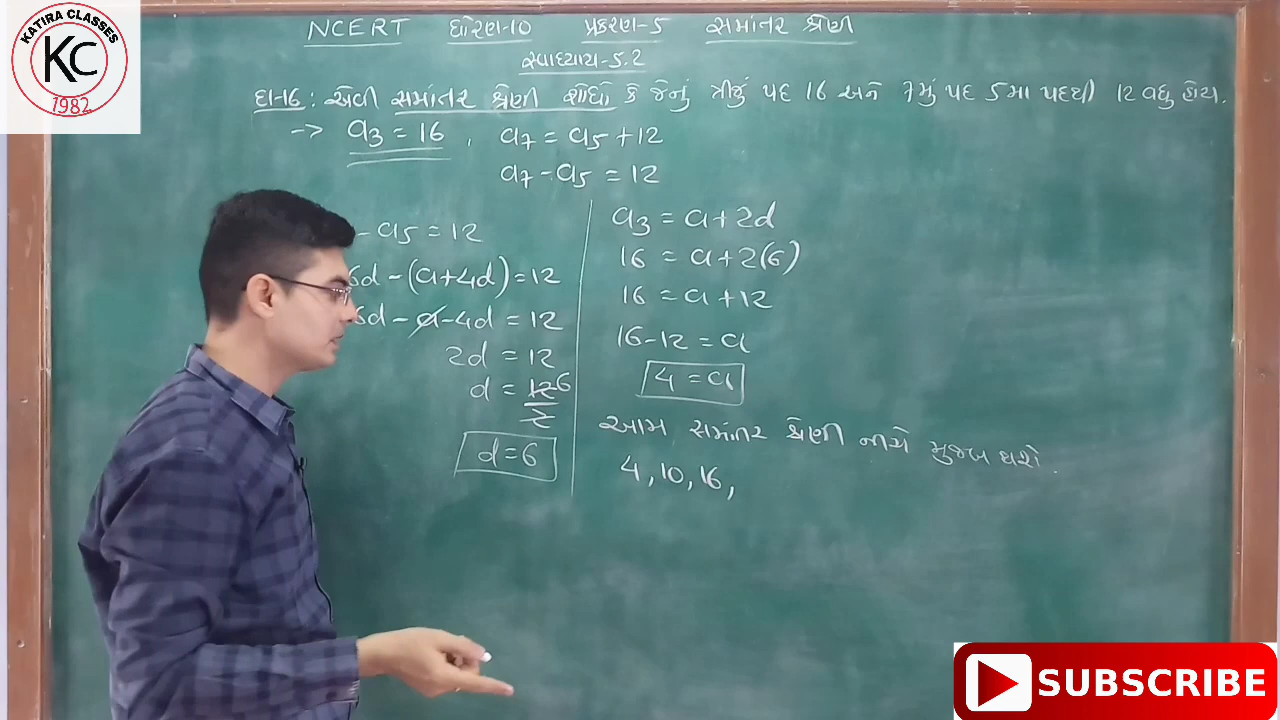 KATIRA CLASSES
KC
1982
NCERT ધોરણ-10 પ્રકરણ-5 સમાંતર શ્રેણી
સ્વાધ્યાય-5.2
દા-16 : એવી સમાંતર શ્રેણી શોધો કે જેનું ત્રીજું પદ 16 અને 7મું પદ 5મા પદથી 12 વધુ હોય.
-> a₃ = 16 , a₇ = a₅ + 12
a₇ - a₅ = 12
- a₅ = 12
6d - (a + 4d) = 12
6d - a - 4d = 12
2d = 12
d = 12/2 6
d = 6
a₃ = a + 2d
16 = a + 2(6)
16 = a + 12
16 - 12 = a
4 = a
આમ સમાંતર શ્રેણી નીચે મુજબ થશે.
4, 10, 16,
SUBSCRIBE